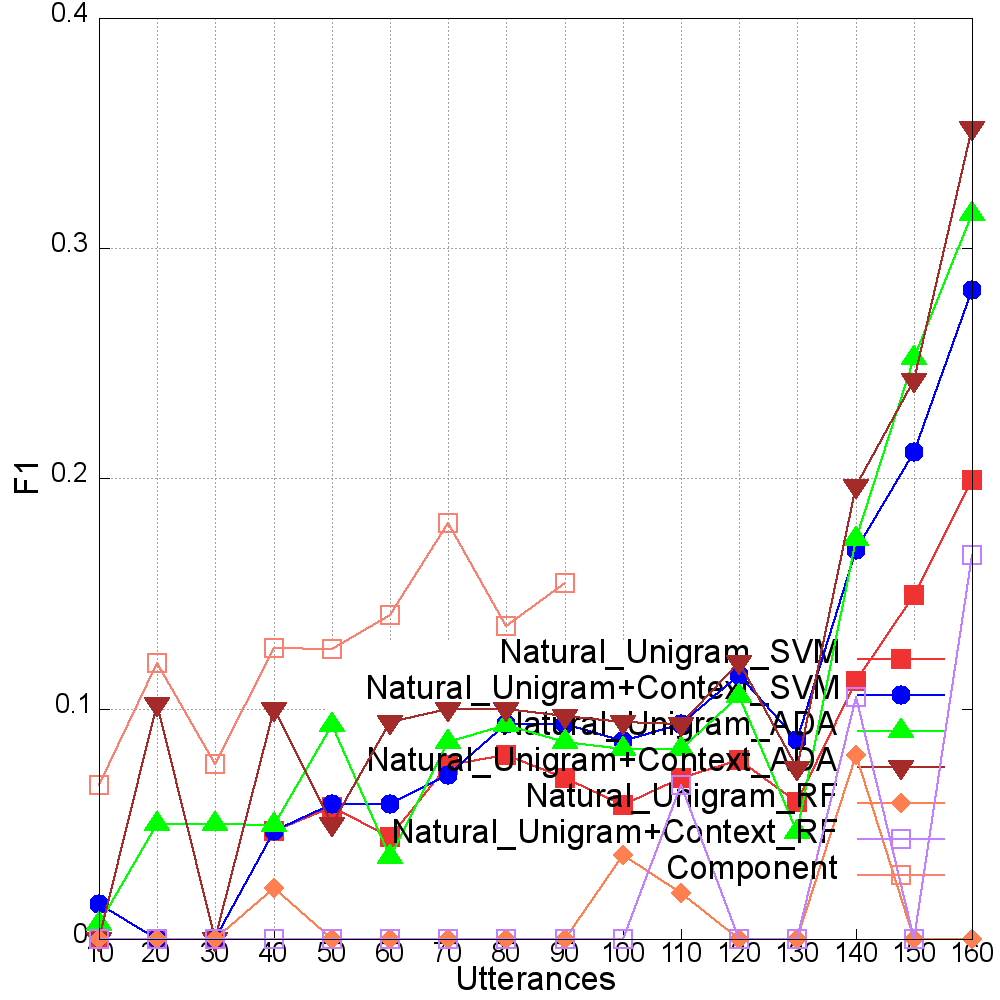 0.4
0.3
0.2
0.1
0
F1
Natural_Unigram_SVM
Natural_Unigram+Context_SVM
Natural_Unigram_ADA
Natural_Unigram+Context_ADA
Natural_Unigram_RF
Natural_Unigram+Context_RF
Component
10 20 30 40 50 60 70 80 90 100 110 120 130 140 150 160
Utterances